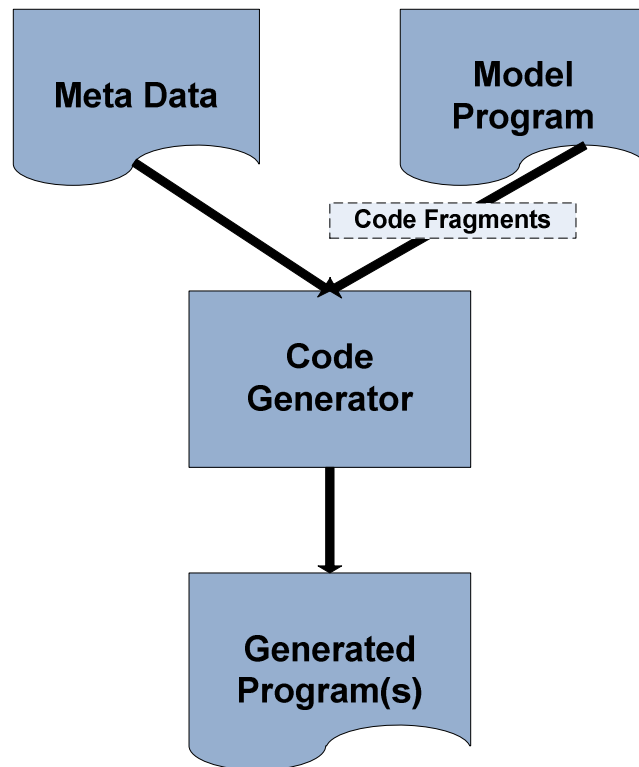 Meta Data
Model
Program
Code Fragments
Code
Generator
Generated
Program(s)